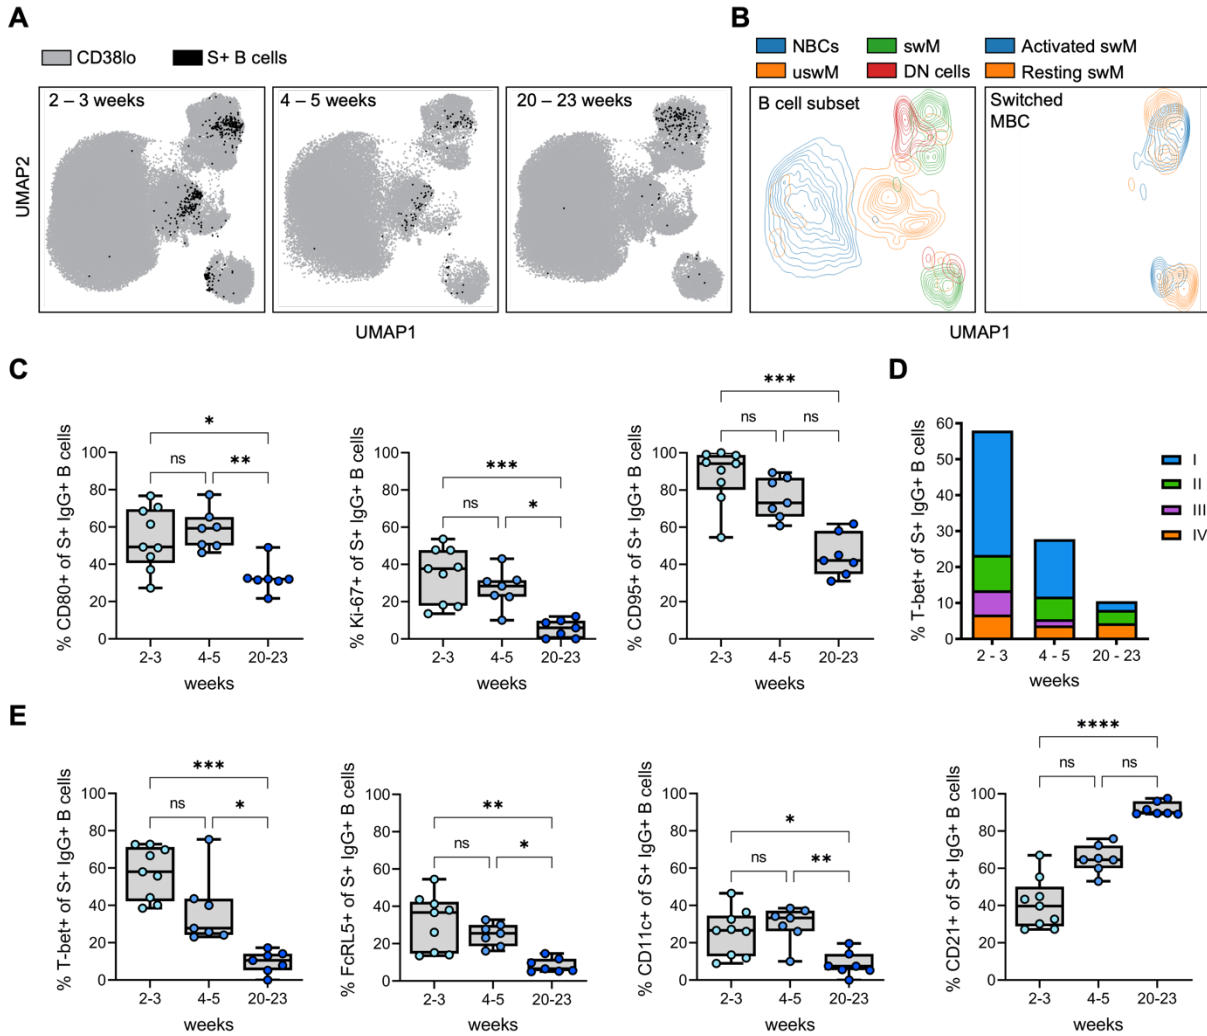 A
CD38lo
S+ B cells
2 – 3 weeks
4 – 5 weeks
20 – 23 weeks
UMAP2
UMAP1
B
NBCs
swM
Activated swM
uswM
DN cells
Resting swM
B cell subset
Switched
MBC
UMAP1
C
% CD80+ of S+ IgG+ B cells
100
80
60
40
20
0
*
ns
**
2-3
4-5
20-23
weeks
% Ki-67+ of S+ IgG+ B cells
100
80
60
40
20
0
***
ns
*
2-3
4-5
20-23
weeks
% CD95+ of S+ IgG+ B cells
100
80
60
40
20
0
***
ns
ns
2-3
4-5
20-23
weeks
D
% T-bet+ of S+ IgG+ B cells
60
50
40
30
20
10
0
2 - 3
4 - 5
20 - 23
weeks
I
II
III
IV
E
% T-bet+ of S+ IgG+ B cells
100
80
60
40
20
0
***
ns
*
2-3
4-5
20-23
weeks
% FcRL5+ of S+ IgG+ B cells
100
80
60
40
20
0
**
ns
*
2-3
4-5
20-23
weeks
% CD11c+ of S+ IgG+ B cells
100
80
60
40
20
0
*
ns
**
2-3
4-5
20-23
weeks
% CD21+ of S+ IgG+ B cells
100
80
60
40
20
0
****
ns
ns
2-3
4-5
20-23
weeks